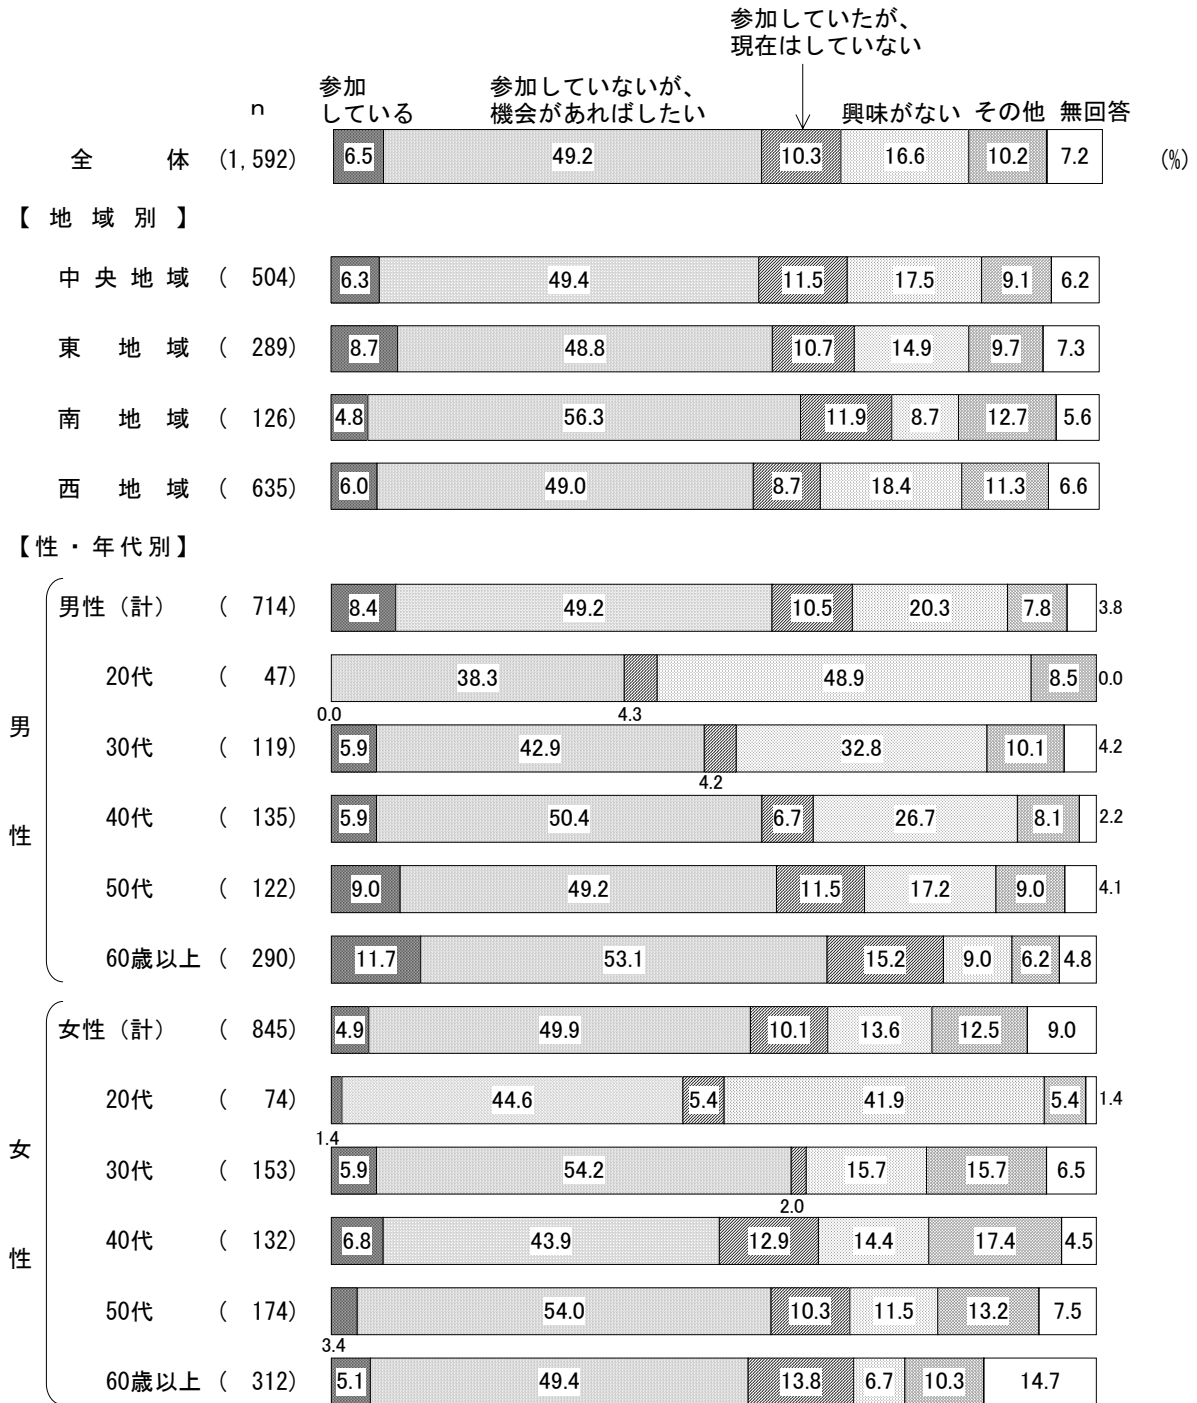 参加していたが、
現在はしていない
参加
している
参加していないが、
機会があればしたい
興味がない その他 無回答
n
全体 (1,592) 6.5 49.2 10.3 16.6 10.2 7.2 (%)
【地域別】
中央地域 ( 504) 6.3 49.4 11.5 17.5 9.1 6.2
東地域 ( 289) 8.7 48.8 10.7 14.9 9.7 7.3
南地域 ( 126) 4.8 56.3 11.9 8.7 12.7 5.6
西地域 ( 635) 6.0 49.0 8.7 18.4 11.3 6.6
【性・年代別】
男性
男性(計) ( 714) 8.4 49.2 10.5 20.3 7.8 3.8
20代 ( 47) 38.3 48.9 8.5 0.0
0.0 4.3
30代 ( 119) 5.9 42.9 32.8 10.1 4.2
4.2
40代 ( 135) 5.9 50.4 6.7 26.7 8.1 2.2
50代 ( 122) 9.0 49.2 11.5 17.2 9.0 4.1
60歳以上 ( 290) 11.7 53.1 15.2 9.0 6.2 4.8
女性
女性(計) ( 845) 4.9 49.9 10.1 13.6 12.5 9.0
20代 ( 74) 44.6 5.4 41.9 5.4 1.4
1.4
30代 ( 153) 5.9 54.2 15.7 15.7 6.5
2.0
40代 ( 132) 6.8 43.9 12.9 14.4 17.4 4.5
50代 ( 174) 54.0 10.3 11.5 13.2 7.5
3.4
60歳以上 ( 312) 5.1 49.4 13.8 6.7 10.3 14.7